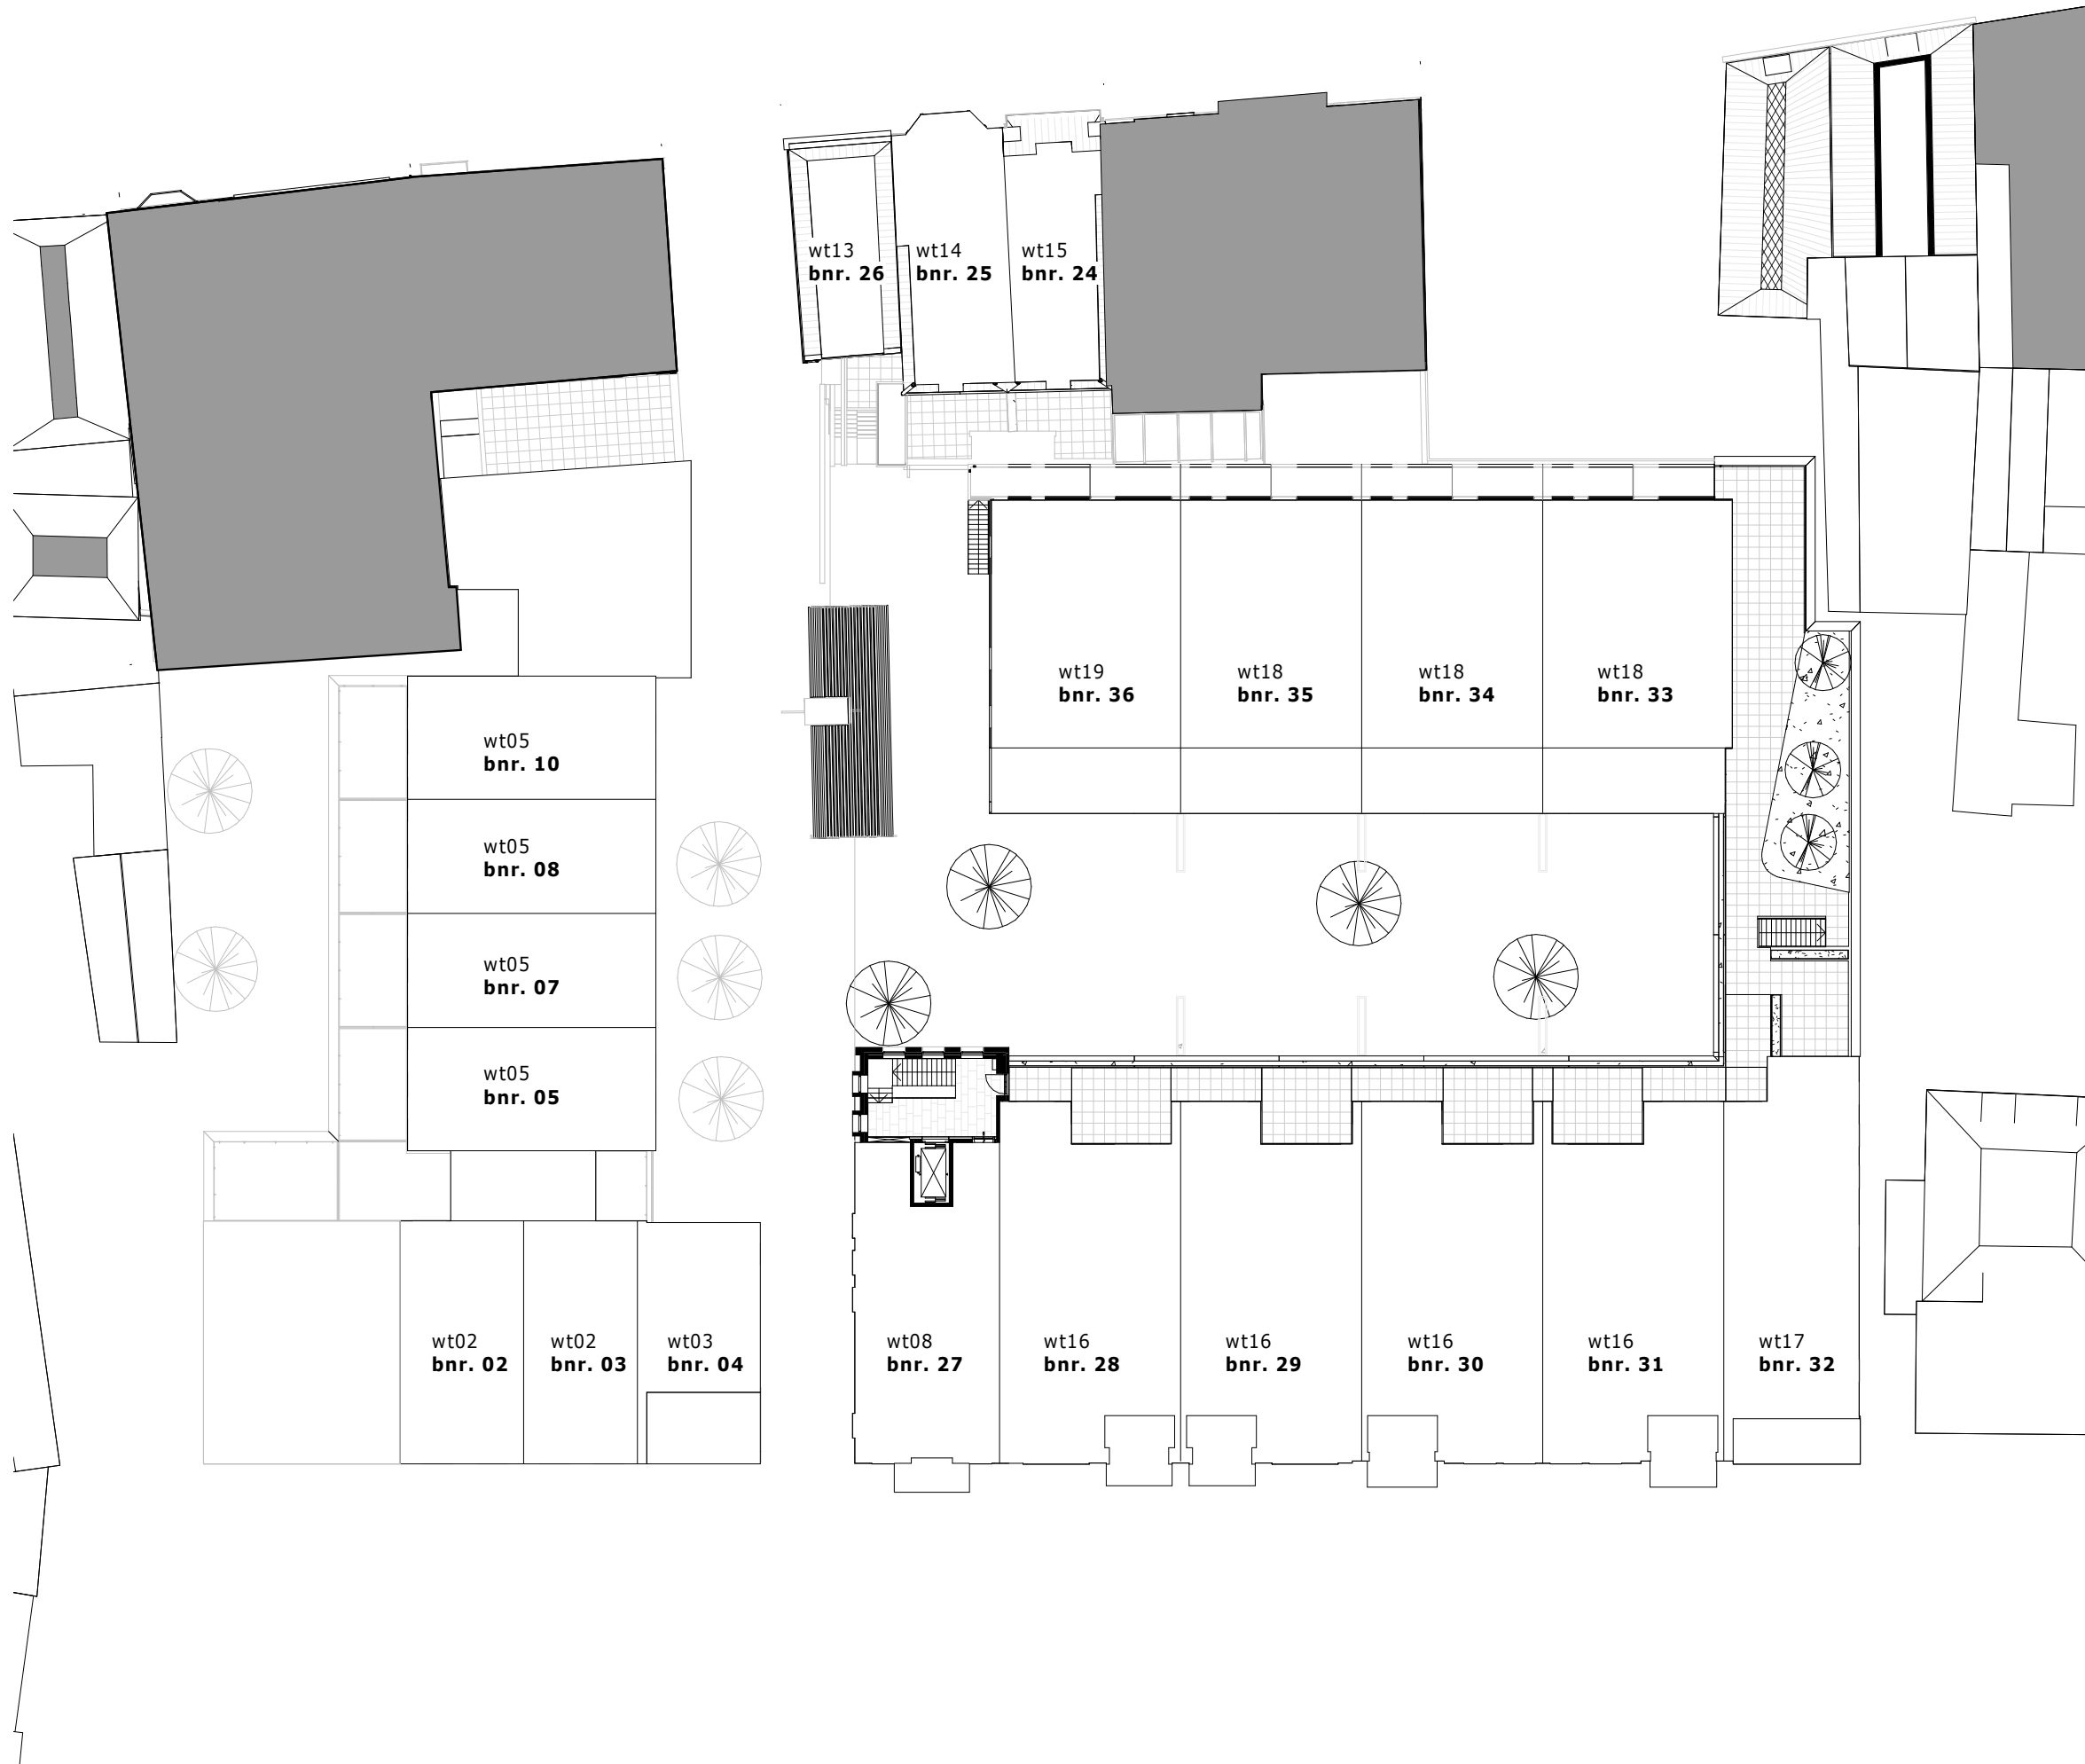 wt13
bnr. 26
wt14
bnr. 25
wt15
bnr. 24
wt19
bnr. 36
wt18
bnr. 35
wt18
bnr. 34
wt18
bnr. 33
wt05
bnr. 10
wt05
bnr. 08
wt05
bnr. 07
wt05
bnr. 05
wt02
bnr. 02
wt02
bnr. 03
wt03
bnr. 04
wt08
bnr. 27
wt16
bnr. 28
wt16
bnr. 29
wt16
bnr. 30
wt16
bnr. 31
wt17
bnr. 32